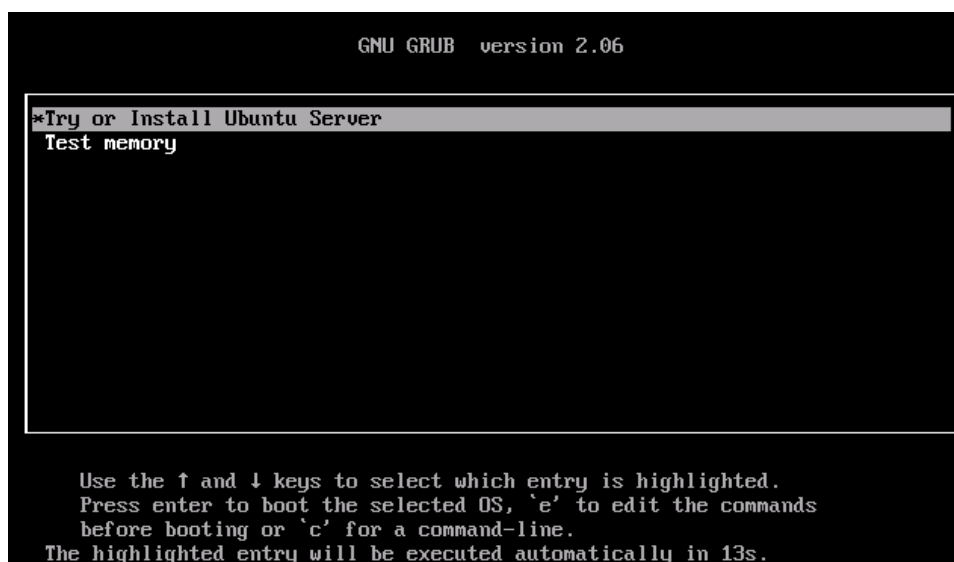 GNU GRUB  version 2.06
*Try or Install Ubuntu Server
Test memory
Use the ↑ and ↓ keys to select which entry is highlighted.
Press enter to boot the selected OS, `e' to edit the commands
before booting or `c' for a command-line.
The highlighted entry will be executed automatically in 13s.